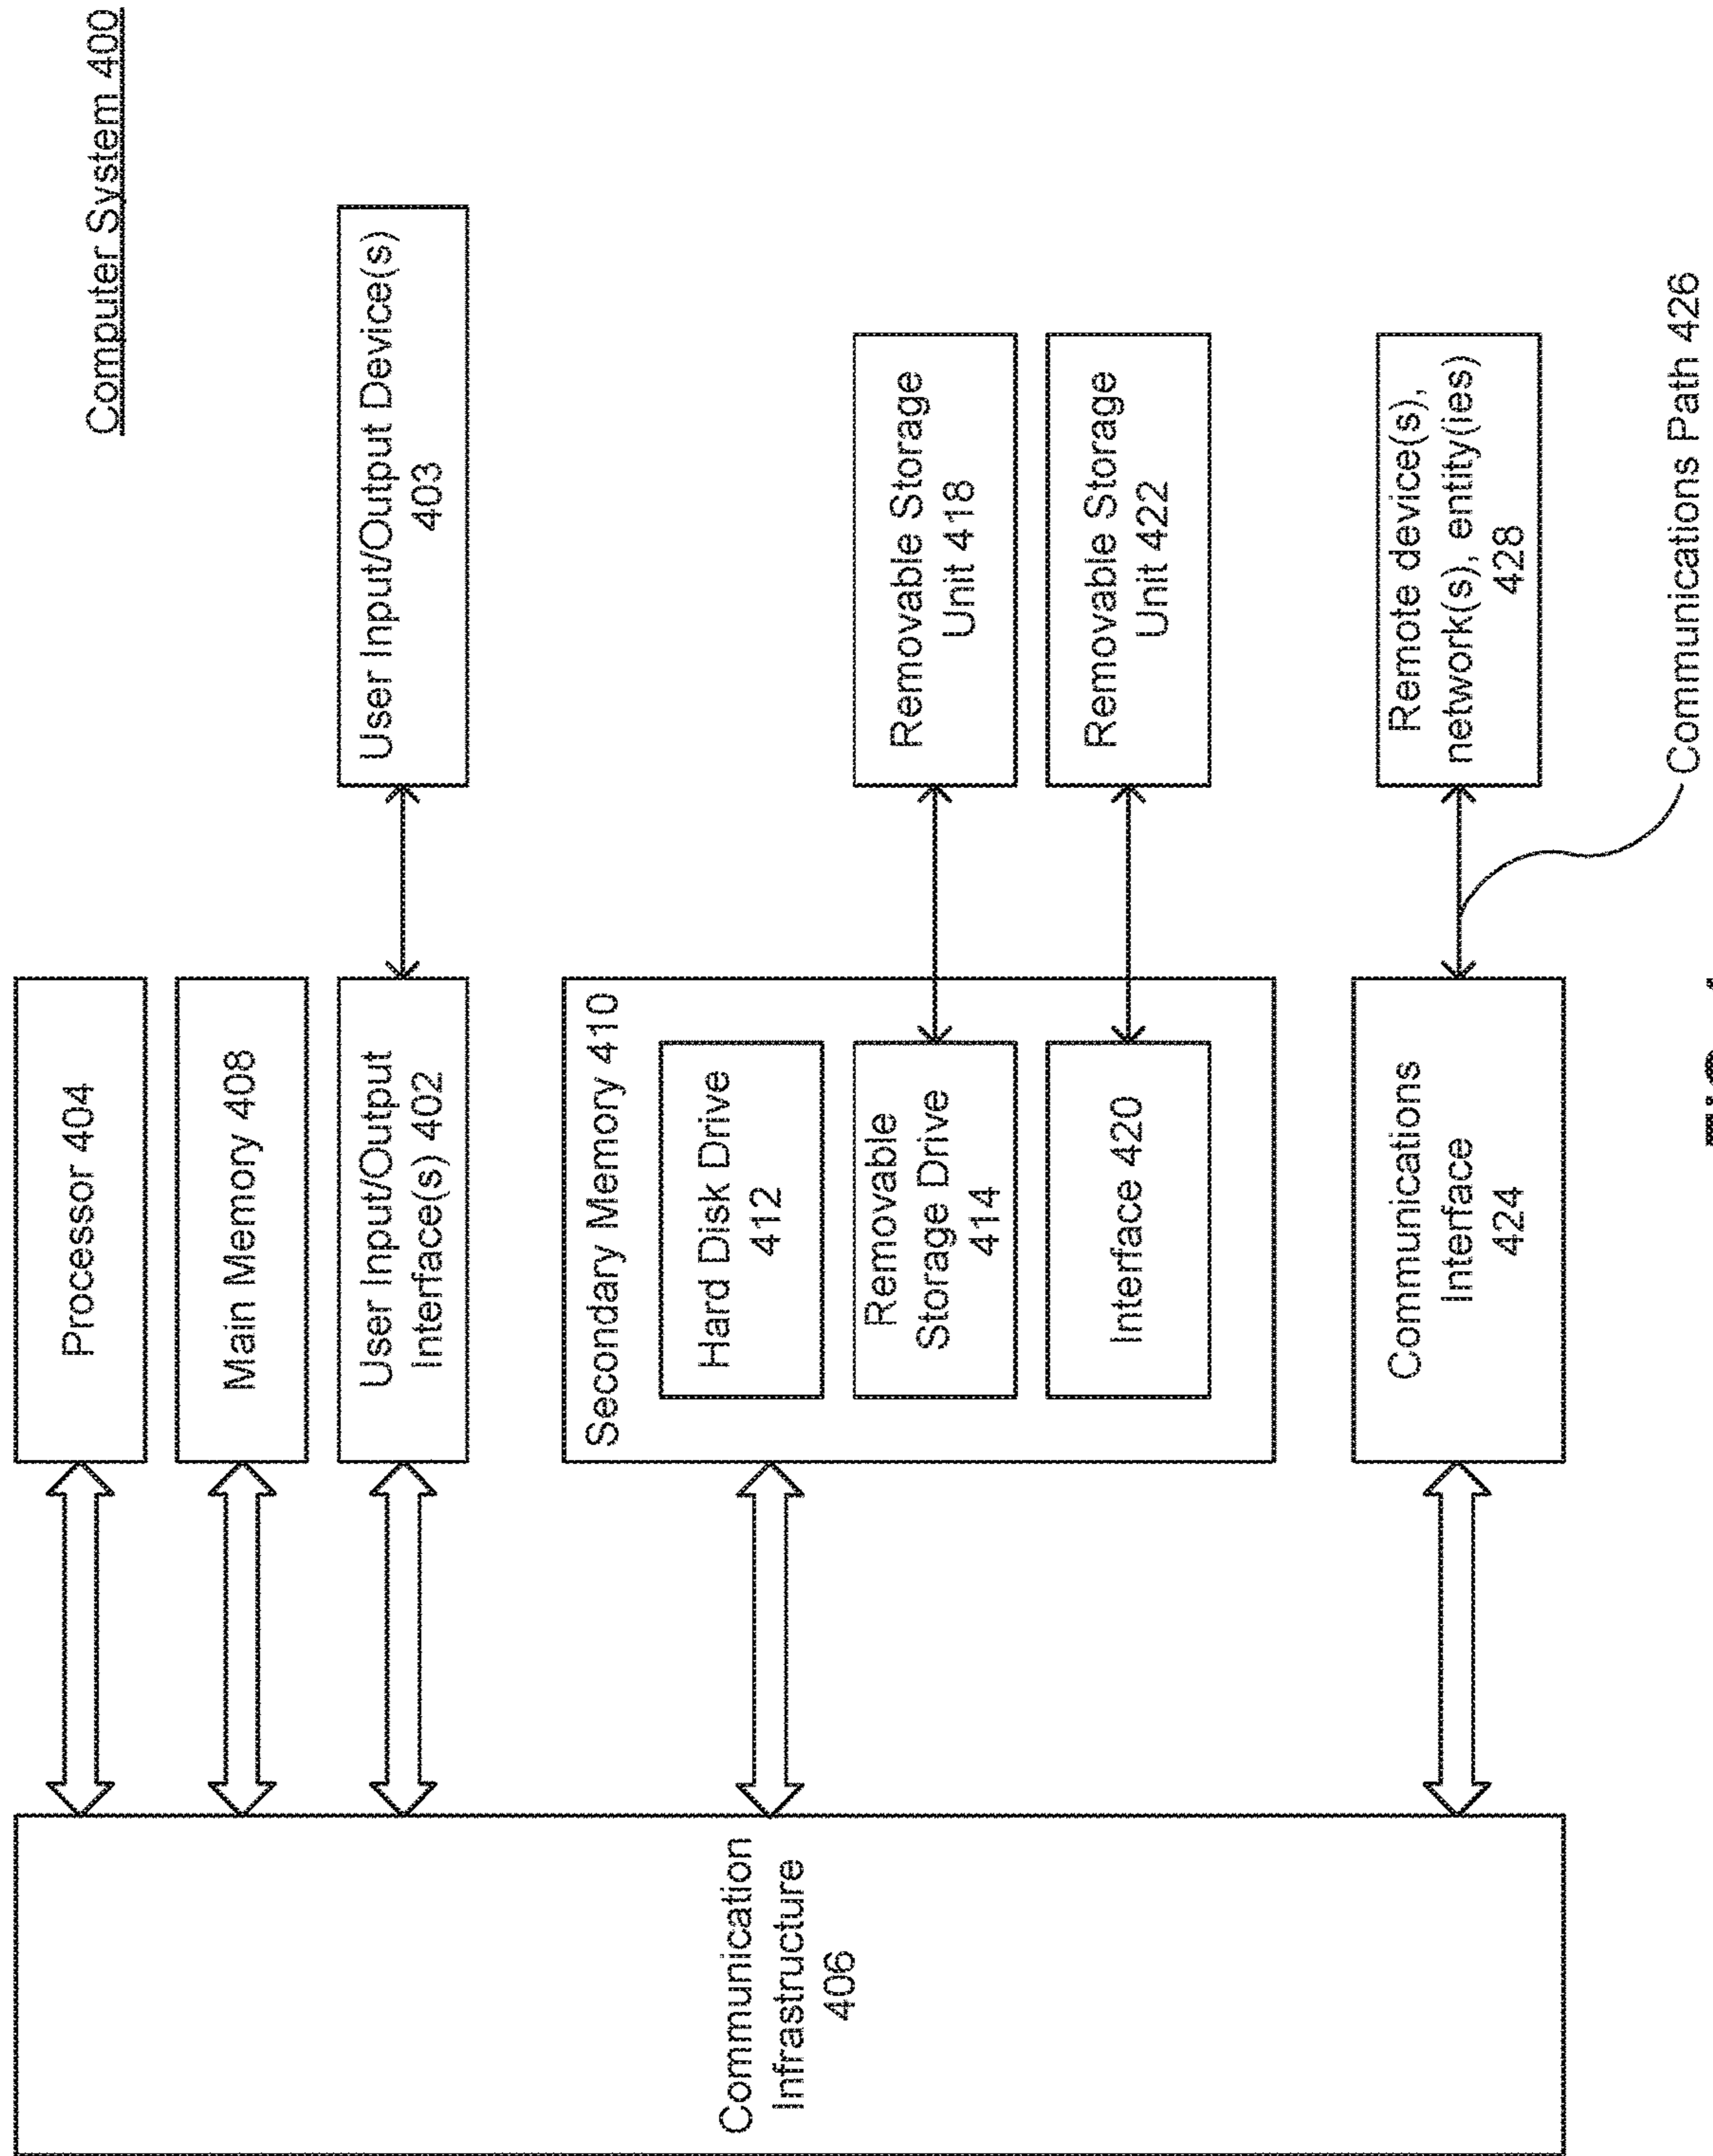 Computer System 400
Processor 404
Main Memory 408
User Input/Output
Interface(s) 402
User Input/Output Device(s)
403
Communication
Infrastructure
406
Secondary Memory 410
Hard Disk Drive
412
Removable
Storage Drive
414
Interface 420
Removable Storage
Unit 418
Removable Storage
Unit 422
Communications
Interface
424
Remote device(s),
network(s), entity(ies)
428
Communications Path 426